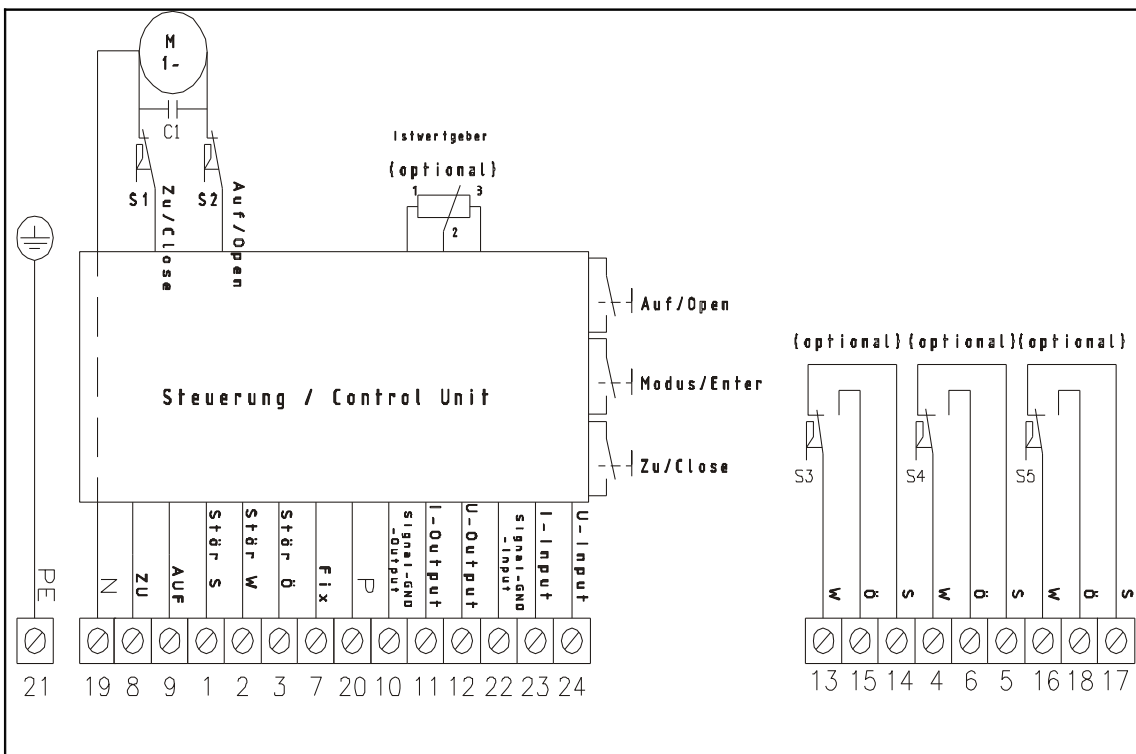 M
1~
C1
S1
Zu/Close
S2
Auf/Open
Istwertgeber
(optional)
1
3
2
Auf/Open
Modus/Enter
Zu/Close
Steuerung / Control Unit
(optional) (optional) (optional)
S3
S4
S5
PE
N
ZU
AUF
Stör S
Stör W
Stör Ö
fix
P
Signal-GND
-Output
I-Output
U-Output
Signal-GND
-Input
I-Input
U-Input
W
Ö
S
W
Ö
S
W
Ö
S
21 19 8 9 1 2 3 7 20 10 11 12 22 23 24
13 15 14 4 6 5 16 18 17